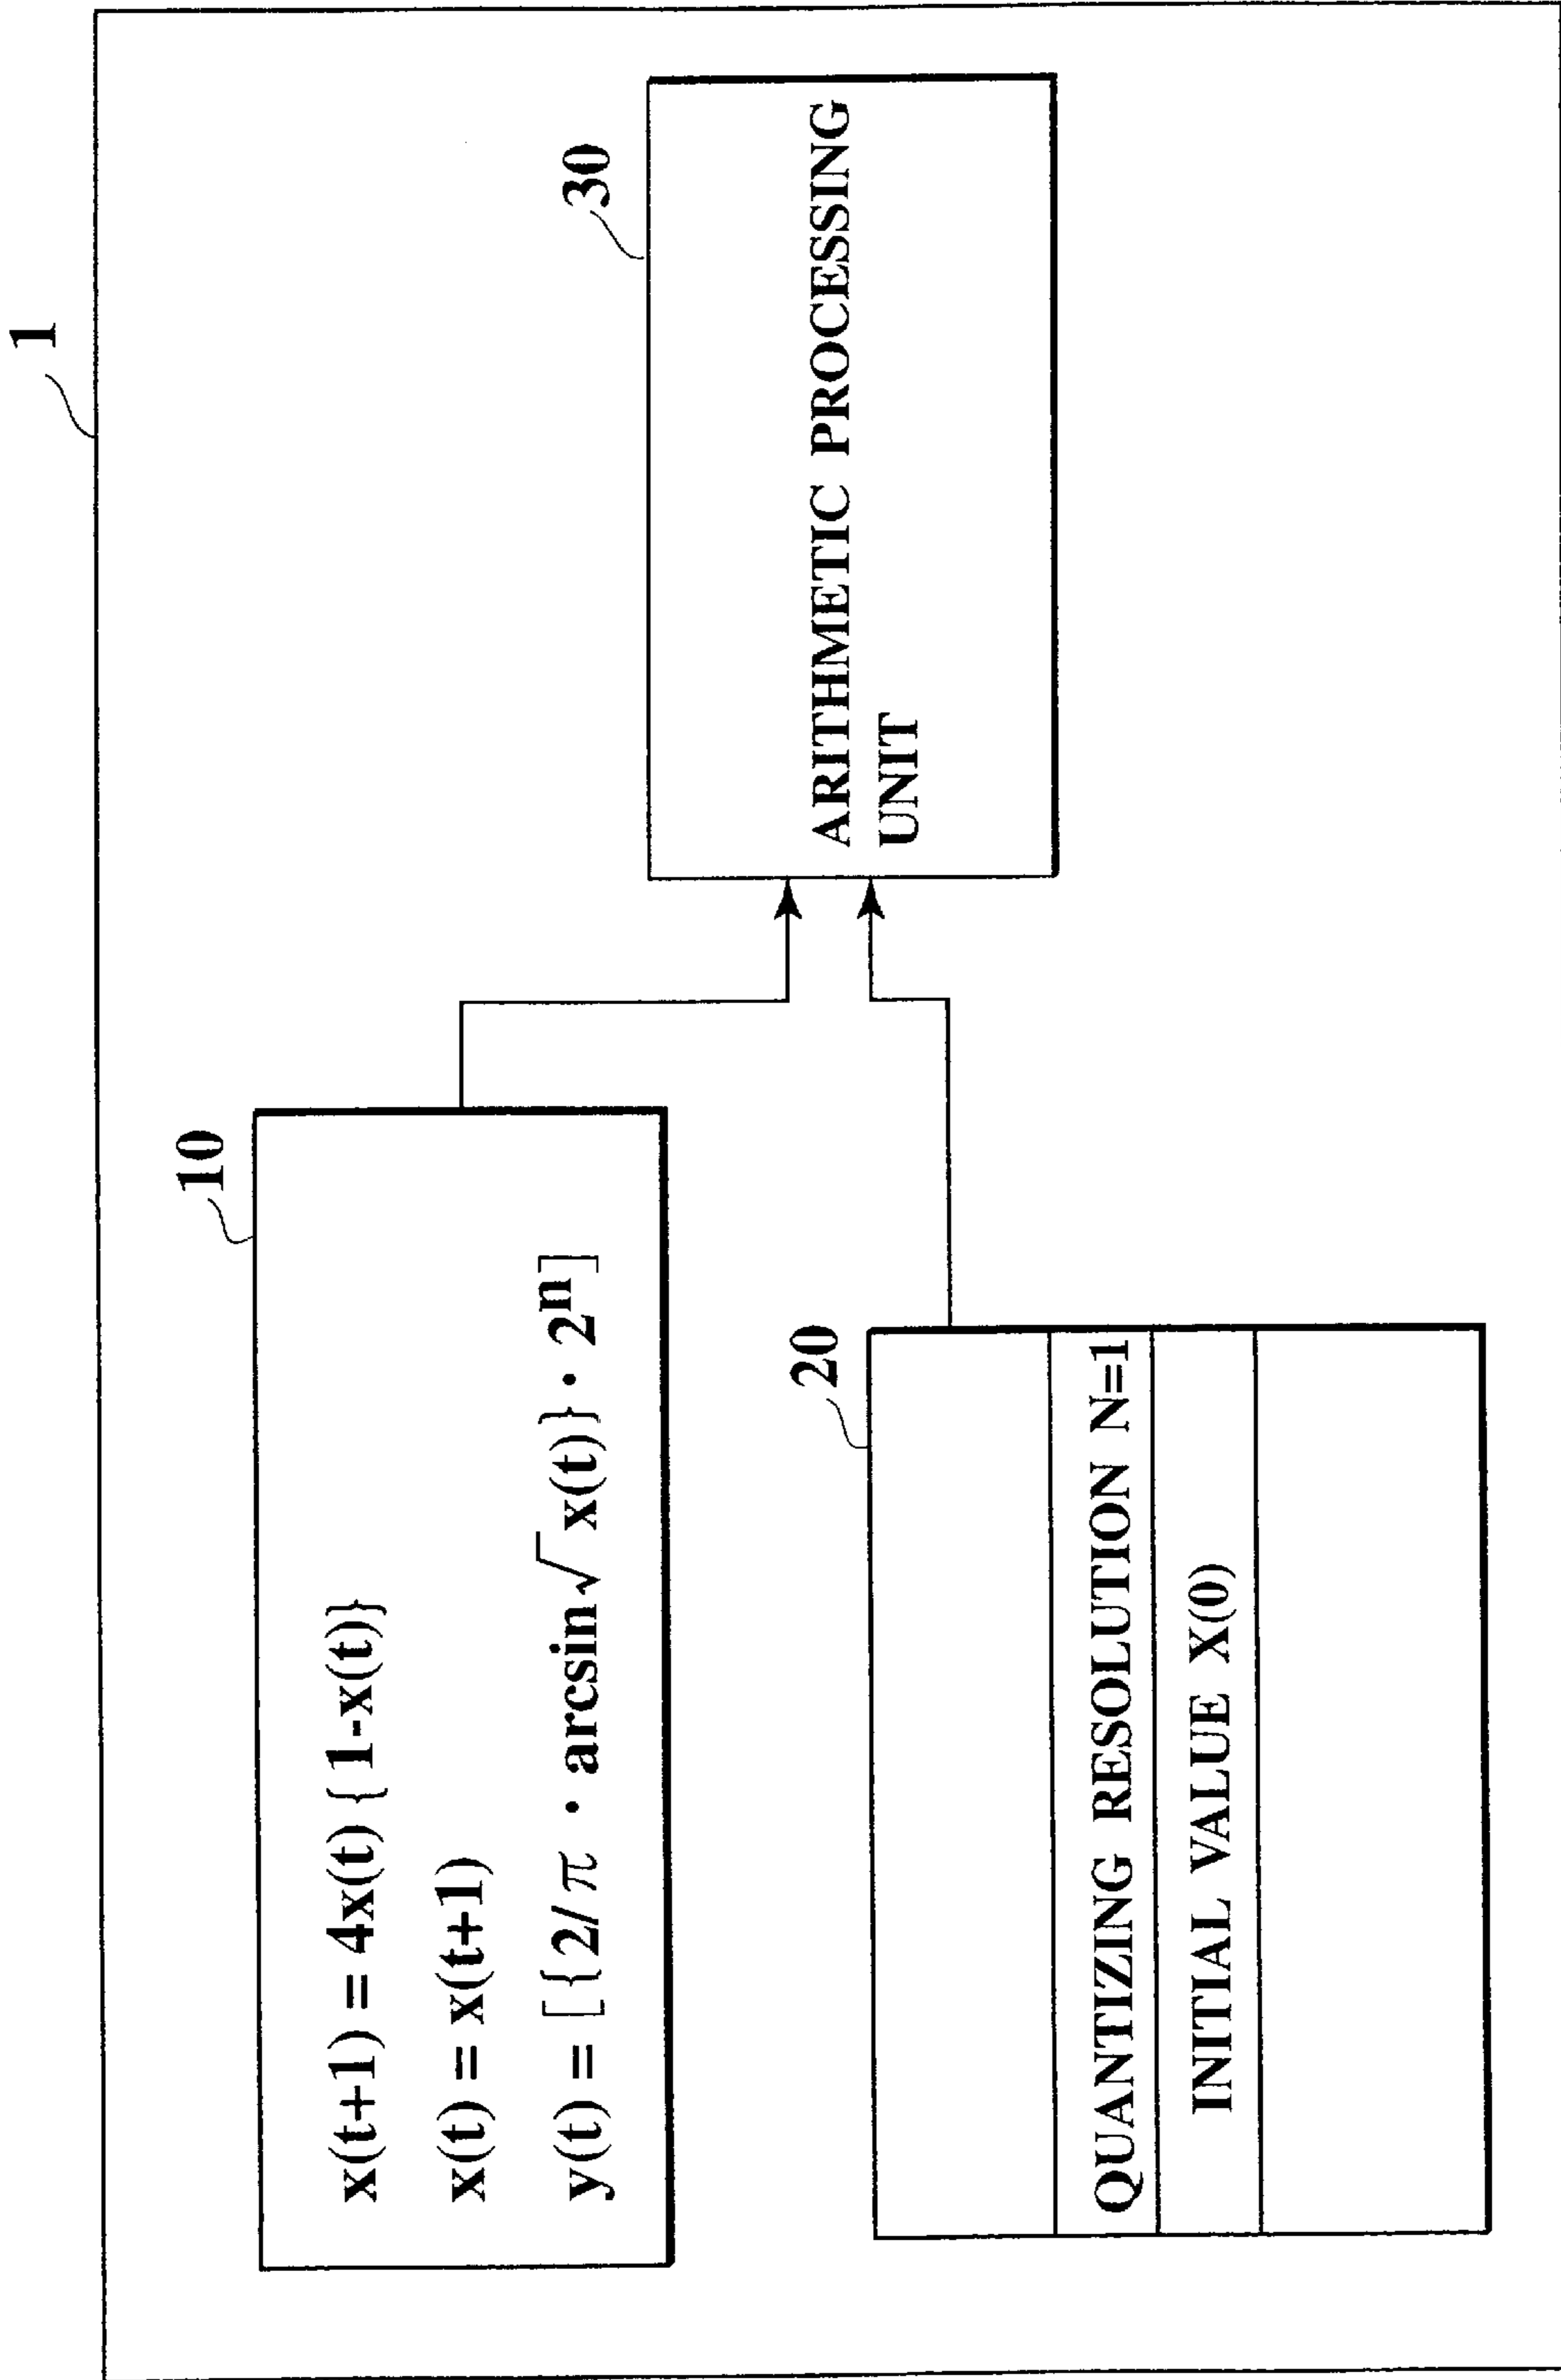 1
10
x(t+1) = 4x(t) {1-x(t)}
x(t) = x(t+1)
y(t) = [{2/π · arcsin√x(t)} · 2ⁿ]
20
QUANTIZING RESOLUTION N=1
INITIAL VALUE X(0)
30
ARITHMETIC PROCESSING
UNIT